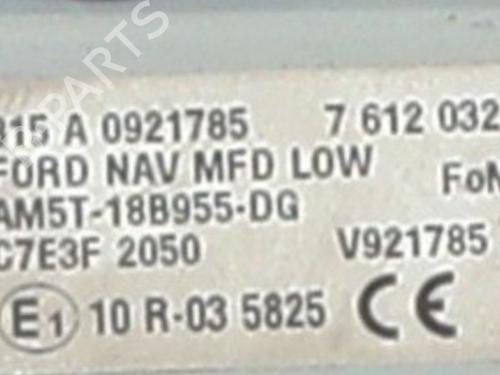 PARTS
815 A 0921785 7 612 032
FORD NAV MFD LOW
FoM
AM5T-18B955-DG
C7E3F 2050 V921785
E1 10 R-03 5825 CE